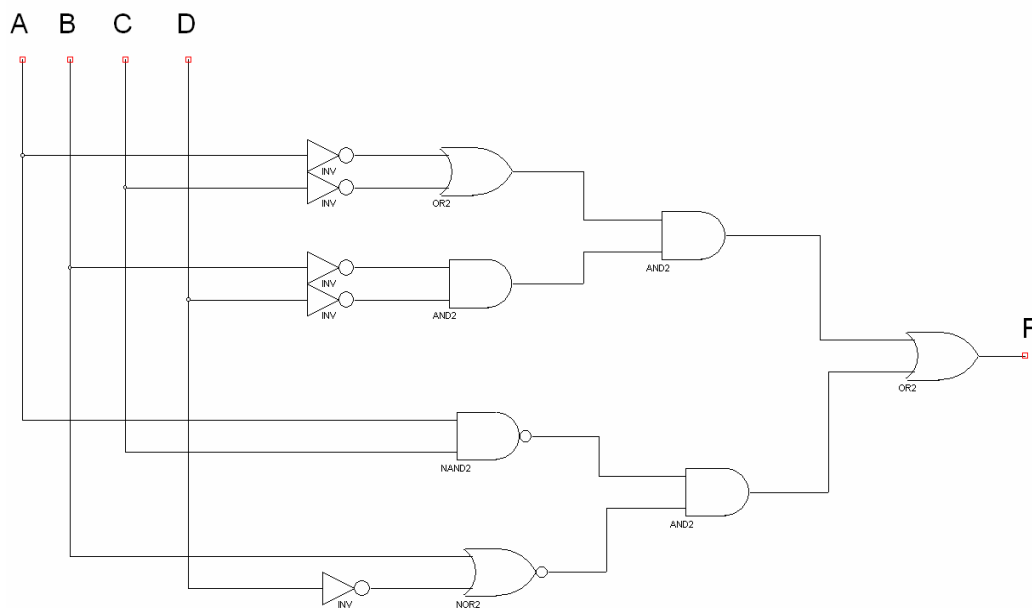 A B C D
INV
INV
OR2
INV
INV
AND2
AND2
F
OR2
NAND2
AND2
INV
NOR2